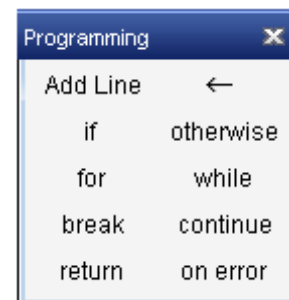 Programming
Add Line ←
if otherwise
for while
break continue
return on error